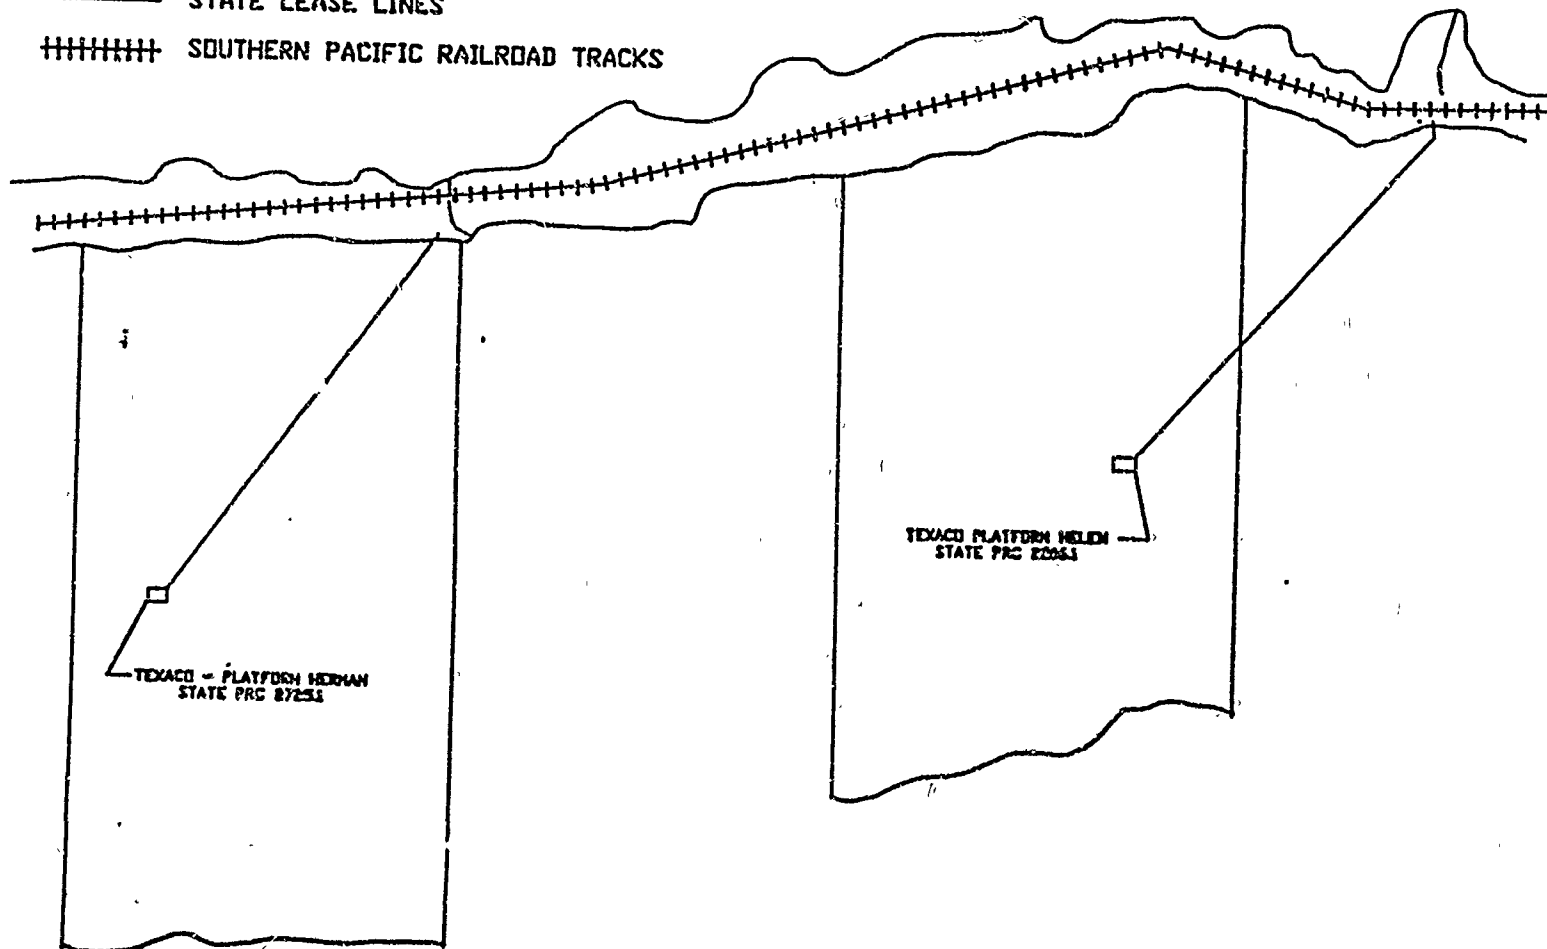 STATE LEASE LINES
SOUTHERN PACIFIC RAILROAD TRACKS
TEXACO PLATFORM HELEN
STATE PRC
TEXACO - PLATFORM HERMAN
STATE PRC